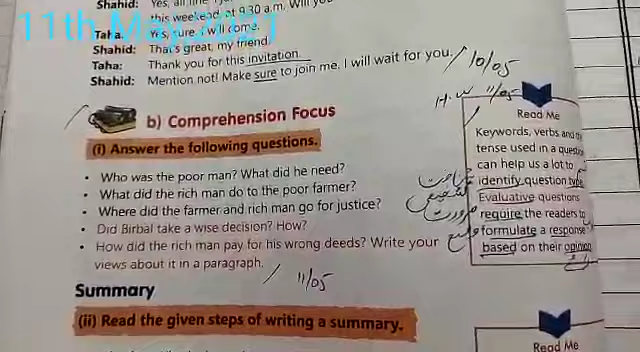 Shahid: Yes,
this weekend, at 9.30 a.m. Will you
11th May, 2021
Taha: Yes, sure. I will come.
Shahid: That's great, my friend.
Taha: Thank you for this invitation.
Shahid: Mention not! Make sure to join me. I will wait for you.
10/05
H.W 11/05
b) Comprehension Focus
(i) Answer the following questions.
• Who was the poor man? What did he need?
• What did the rich man do to the poor farmer?
• Where did the farmer and rich man go for justice?
• Did Birbal take a wise decision? How?
• How did the rich man pay for his wrong deeds? Write your
views about it in a paragraph.
11/05
Read Me
Keywords, verbs and the
tense used in a question
can help us a lot to
identify question type.
Evaluative questions
require the readers to
formulate a response
based on their opinion
ضرورت
Summary
(ii) Read the given steps of writing a summary.
Read Me